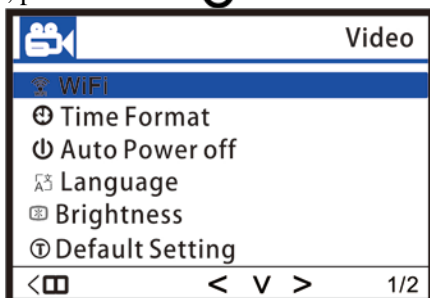 Video
WiFi
Time Format
Auto Power off
Language
Brightness
Default Setting
< V > 1/2